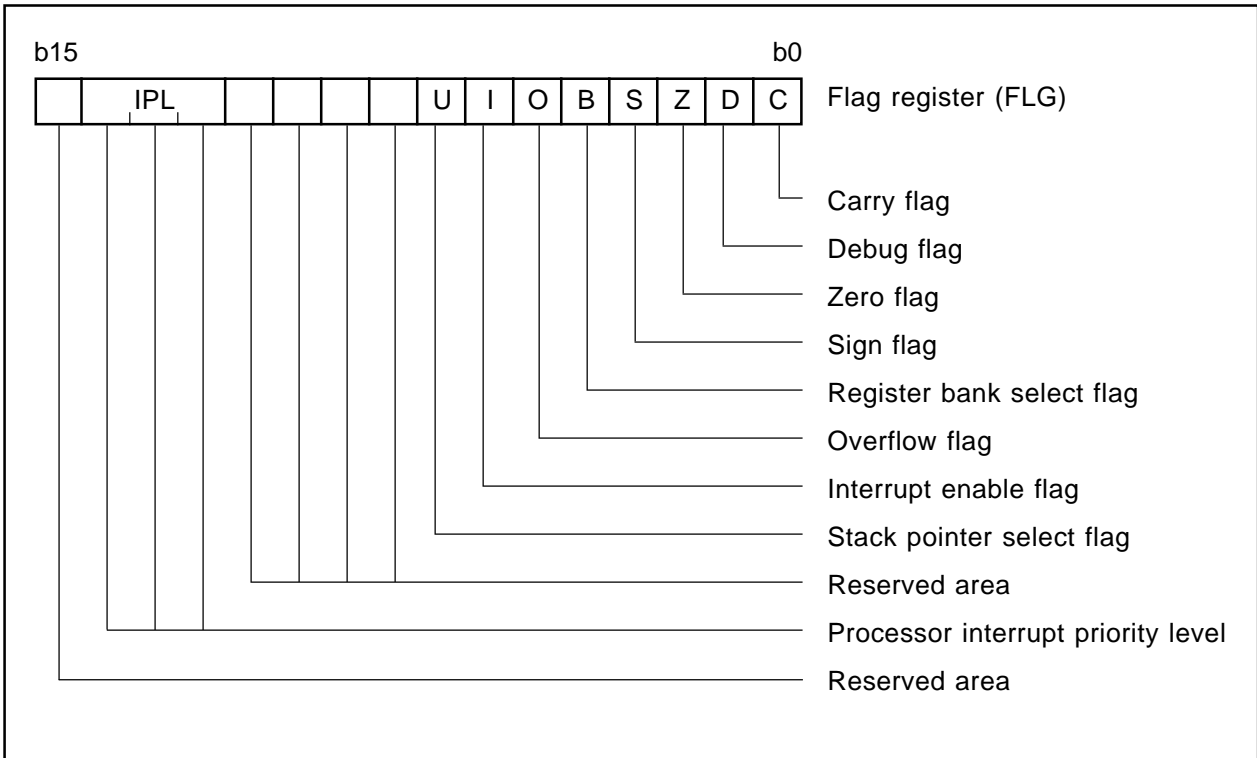 b15 b0
IPL U I O B S Z D C Flag register (FLG)
Carry flag
Debug flag
Zero flag
Sign flag
Register bank select flag
Overflow flag
Interrupt enable flag
Stack pointer select flag
Reserved area
Processor interrupt priority level
Reserved area